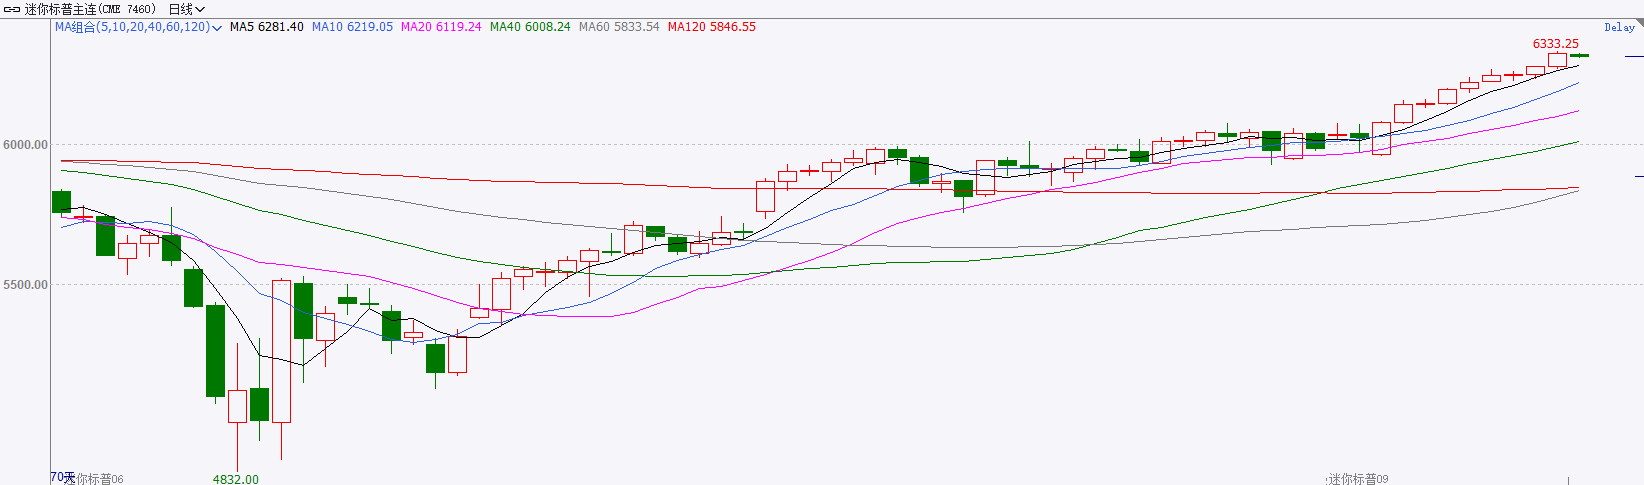 迷你标普主连(CME 7460) 日线
MA组合(5,10,20,40,60,120) MA5 6281.40 MA10 6219.05 MA20 6119.24 MA40 6008.24 MA60 5833.54 MA120 5846.55 Delay
6333.25
6000.00
5500.00
70天 迷你标普06 4832.00 迷你标普09